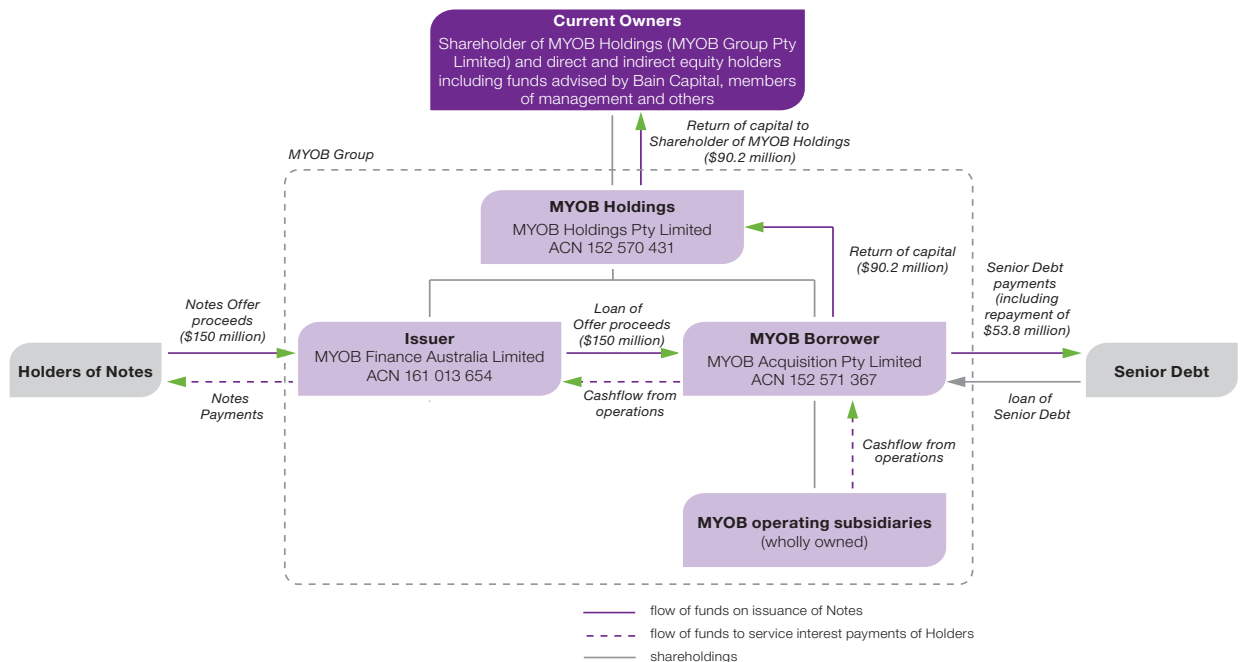 Current Owners
Shareholder of MYOB Holdings (MYOB Group Pty
Limited) and direct and indirect equity holders
including funds advised by Bain Capital, members
of management and others
Return of capital to
Shareholder of MYOB Holdings
($90.2 million)
MYOB Group
MYOB Holdings
MYOB Holdings Pty Limited
ACN 152 570 431
Return of capital
($90.2 million)
Senior Debt
payments
(including
repayment of
$53.8 million)
Notes Offer
proceeds
($150 million)
Loan of
Offer proceeds
($150 million)
Holders of Notes
Issuer
MYOB Finance Australia Limited
ACN 161 013 654
MYOB Borrower
MYOB Acquisition Pty Limited
ACN 152 571 367
Senior Debt
Notes
Payments
Cashflow from
operations
loan of
Senior Debt
Cashflow from
operations
MYOB operating subsidiaries
(wholly owned)
flow of funds on issuance of Notes
flow of funds to service interest payments of Holders
shareholdings